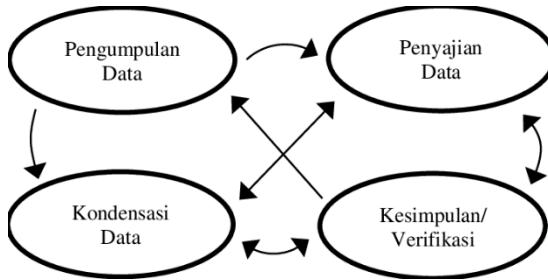 Pengumpulan
Data
Penyajian
Data
Kondensasi
Data
Kesimpulan/
Verifikasi